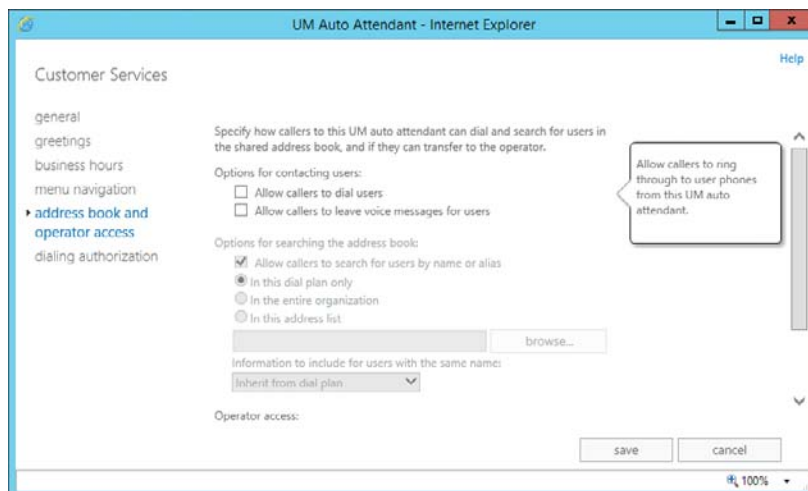 UM Auto Attendant - Internet Explorer
x
Help
Customer Services
general
greetings
business hours
menu navigation
address book and
operator access
dialing authorization
Specify how callers to this UM auto attendant can dial and search for users in
the shared address book, and if they can transfer to the operator.
Options for contacting users:
Allow callers to dial users
Allow callers to leave voice messages for users
Options for searching the address book:
Allow callers to search for users by name or alias
In this dial plan only
In the entire organization
In this address list
browse...
Information to include for users with the same name:
Inherit from dial plan
Operator access:
Allow callers to ring
through to user phones
from this UM auto
attendant.
save
cancel
100%